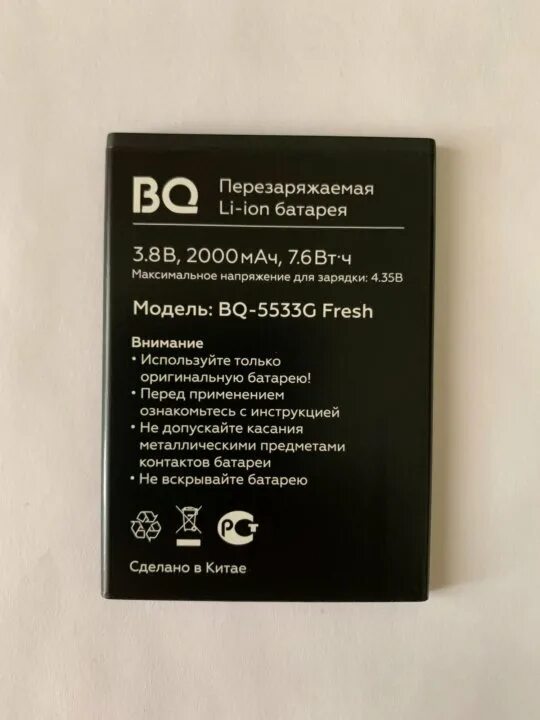 BQ
Перезаряжаемая
Li-ion батарея
3.8В, 2000мАч, 7.6Вт·ч
Максимальное напряжение для зарядки: 4.35В
Модель: BQ-5533G Fresh
Внимание
• Используйте только
оригинальную батарею!
• Перед применением
ознакомьтесь с инструкцией
• Не допускайте касания
металлическими предметами
контактов батареи
• Не вскрывайте батарею
Сделано в Китае